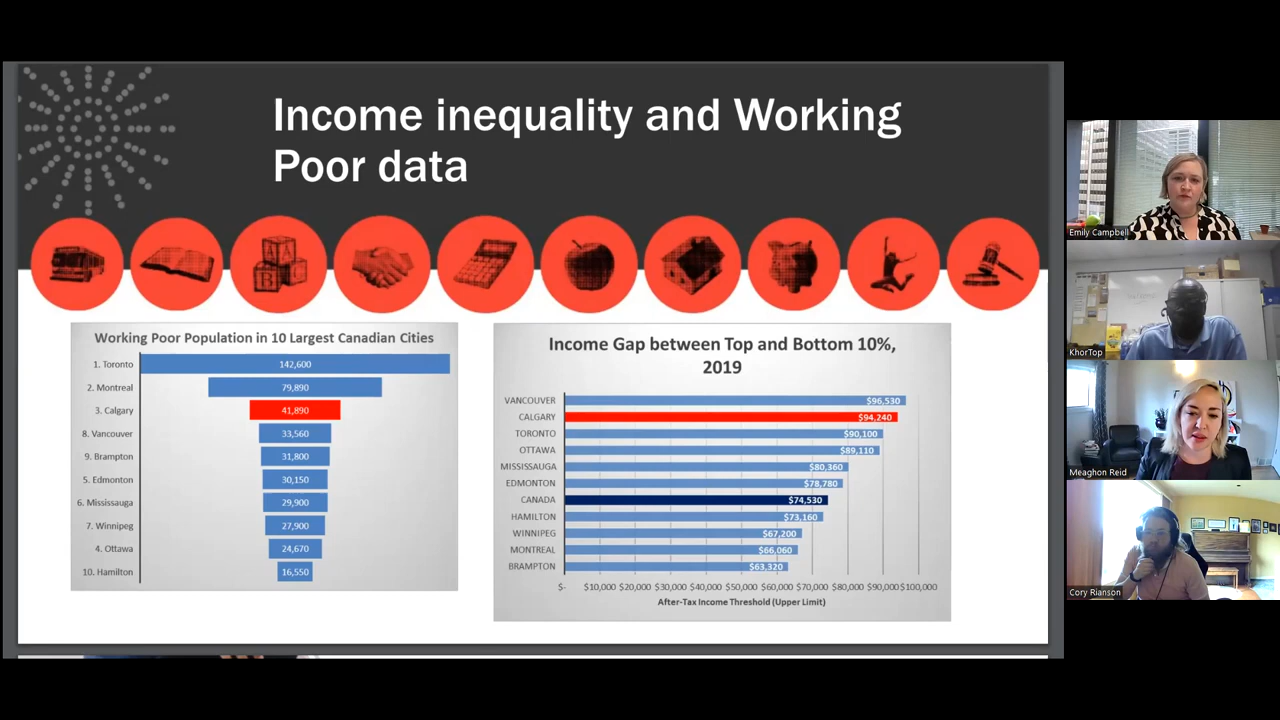 Income inequality and Working
Poor data
Working Poor Population in 10 Largest Canadian Cities
1. Toronto 142,600
2. Montreal 79,890
3. Calgary 41,890
8. Vancouver 33,560
9. Brampton 31,800
5. Edmonton 30,150
6. Mississauga 29,900
7. Winnipeg 27,900
4. Ottawa 24,670
10. Hamilton 16,550
Income Gap between Top and Bottom 10%,
2019
VANCOUVER $96,530
CALGARY $94,240
TORONTO $90,100
OTTAWA $89,110
MISSISSAUGA $80,360
EDMONTON $78,780
CANADA $74,530
HAMILTON $73,160
WINNIPEG $67,200
MONTREAL $66,060
BRAMPTON $63,320
$- $10,000 $20,000 $30,000 $40,000 $50,000 $60,000 $70,000 $80,000 $90,000 $100,000
After-Tax Income Threshold (Upper Limit)
Emily Campbell
KhorTop
Meaghon Reid
Cory Rianson